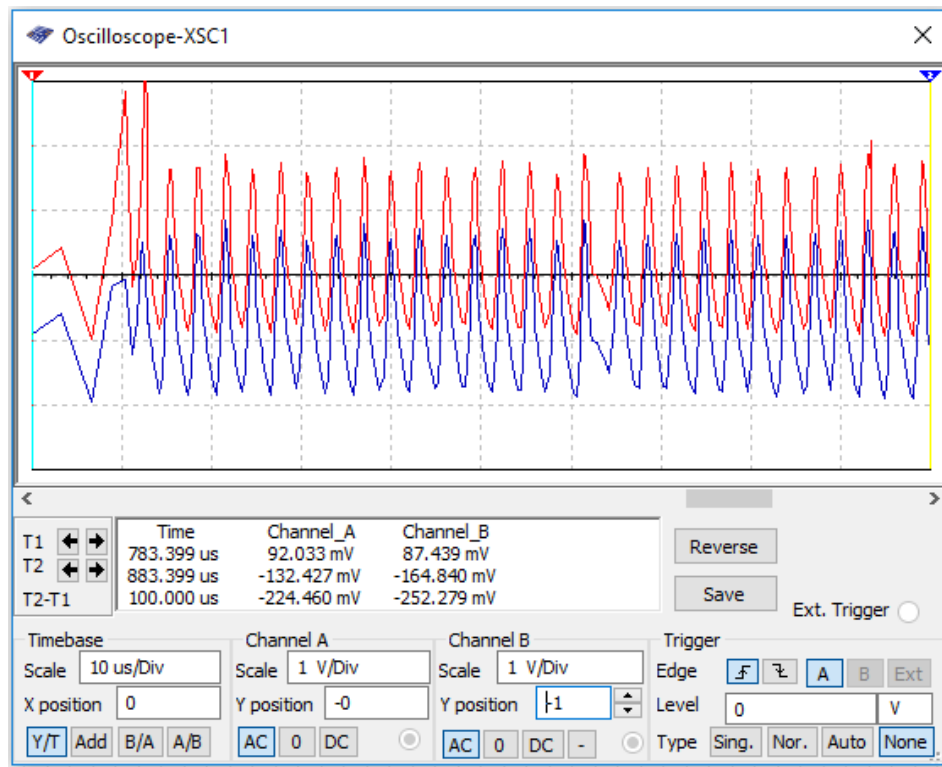 Oscilloscope-XSC1
1 2
Time Channel_A Channel_B
T1 783.399 us 92.033 mV 87.439 mV
T2 883.399 us -132.427 mV -164.840 mV
T2-T1 100.000 us -224.460 mV -252.279 mV
Reverse
Save
Ext. Trigger
Timebase Channel A Channel B Trigger
Scale 10 us/Div Scale 1 V/Div Scale 1 V/Div Edge A B Ext
X position 0 Y position -0 Y position -1 Level 0 V
Y/T Add B/A A/B AC 0 DC AC 0 DC - Type Sing. Nor. Auto None